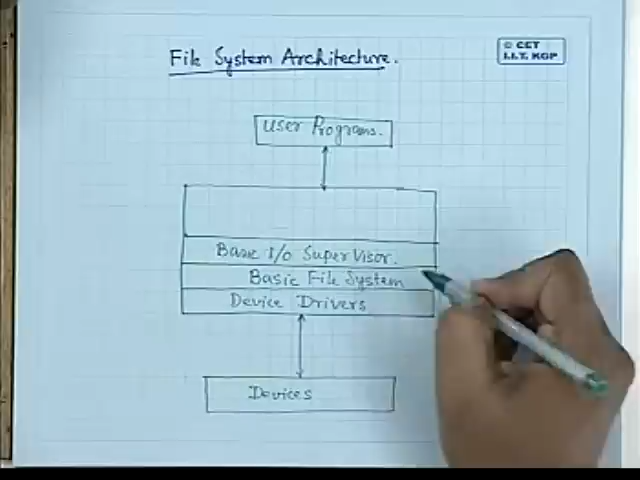 File System Architecture.
© CET
I.I.T. KGP
User Programs.
Basic I/O Supervisor.
Basic File System
Device Drivers
Devices